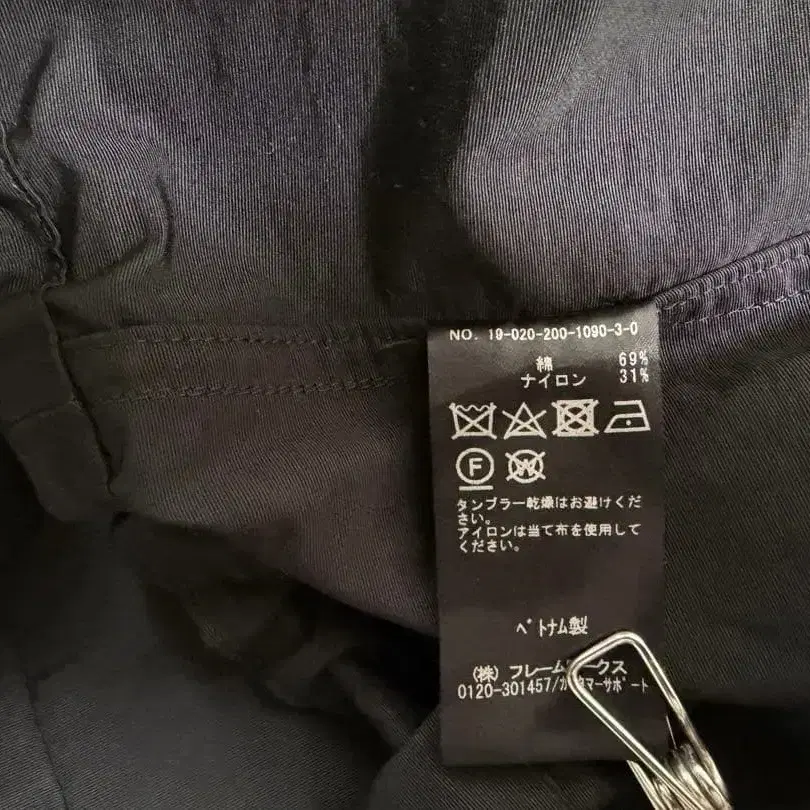 NO. 19-020-200-1090-3-0
綿 69%
ナイロン 31%
F W
タンブラー乾燥はお避けくだ
さい。
アイロンは当て布を使用して
ください。
ベトナム製
(株) フレーム ークス
0120-301457/カ マーサポート